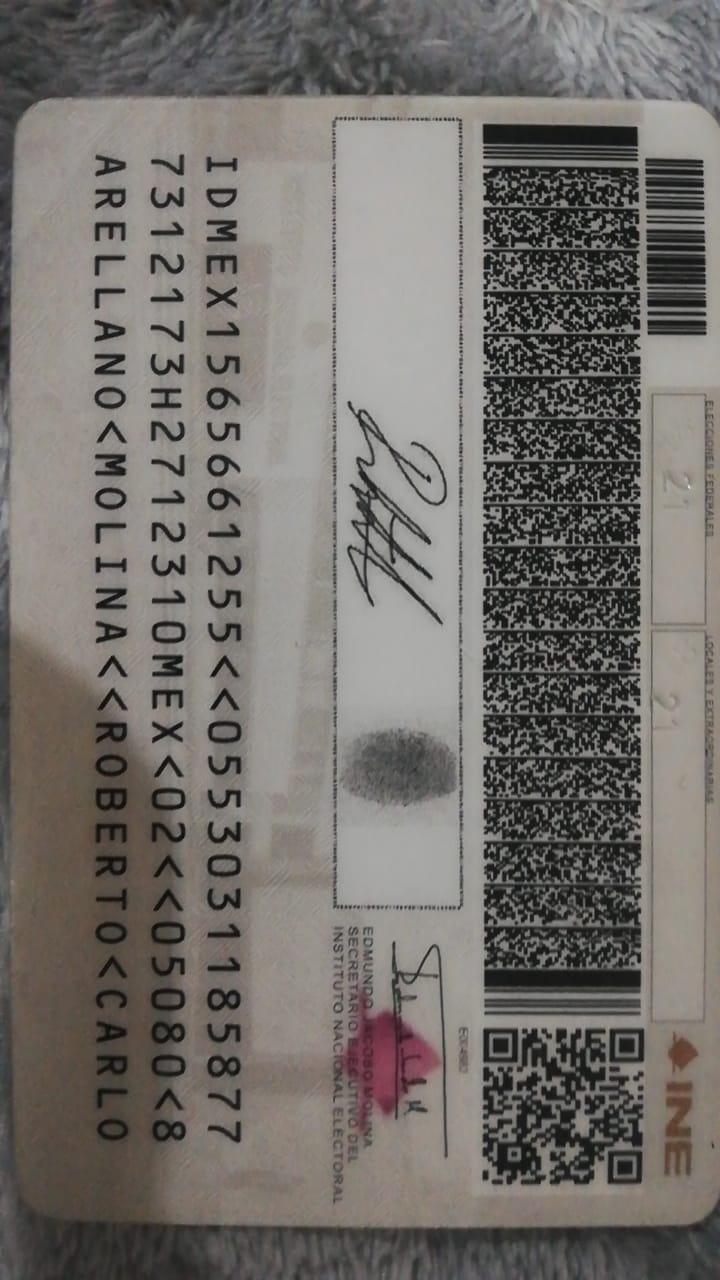 ELECCIONES FEDERALES
21
LOCALES Y EXTRAORDINARIAS
21
INE
EDMUNDO JACOBO MOLINA
SECRETARIO EJECUTIVO DEL
INSTITUTO NACIONAL ELECTORAL
IDMEX1565661255<<0553031185877
7312173H2712310MEX<02<<05080<8
ARELLANO<MOLINA<<ROBERTO<CARLO